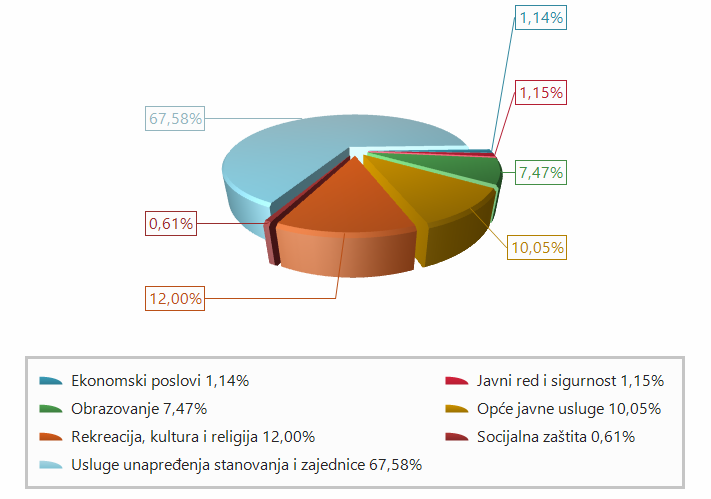 1,14%
1,15%
67,58%
7,47%
0,61%
10,05%
12,00%
Ekonomski poslovi 1,14%
Javni red i sigurnost 1,15%
Obrazovanje 7,47%
Opće javne usluge 10,05%
Rekreacija, kultura i religija 12,00%
Socijalna zaštita 0,61%
Usluge unapređenja stanovanja i zajednice 67,58%